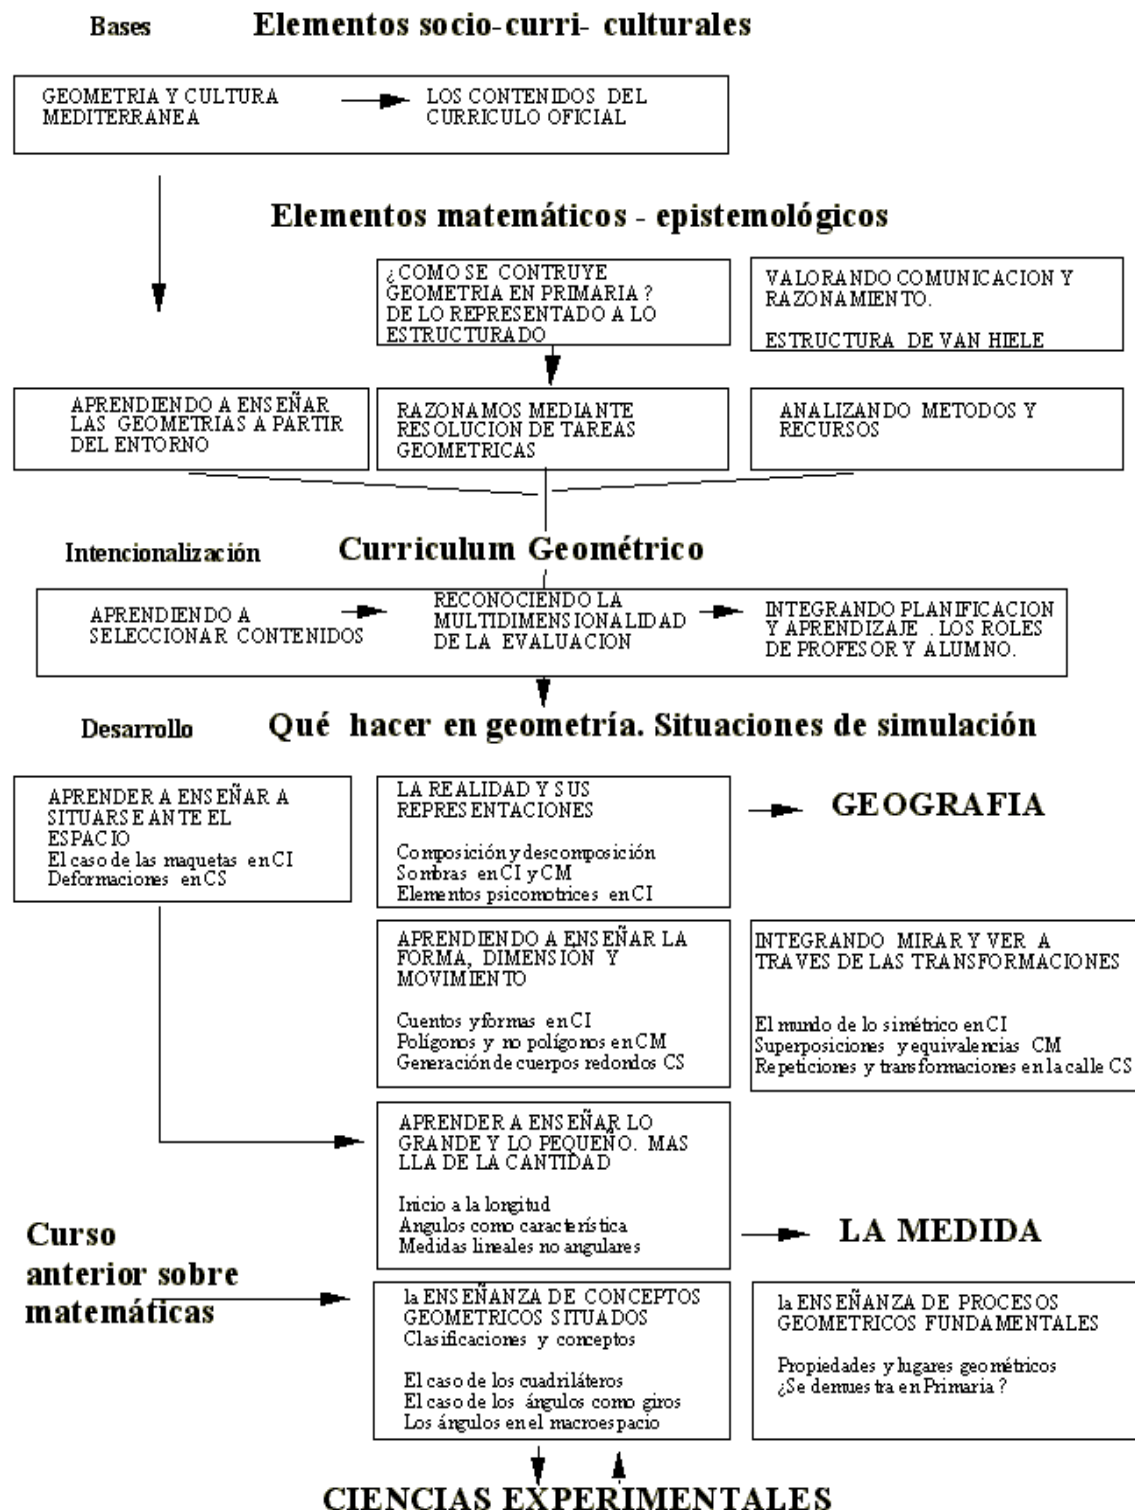 Bases
Elementos socio-curri- culturales
GEOMETRIA Y CULTURA
MEDITERRANEA
LOS CONTENIDOS DEL
CURRICULO OFICIAL
Elementos matemáticos - epistemológicos
¿COMO SE CONTRUYE
GEOMETRIA EN PRIMARIA ?
DE LO REPRESENTADO A LO
ESTRUCTURADO
VALORANDO COMUNICACION Y
RAZONAMIENTO.
ESTRUCTURA DE VAN HIELE
APRENDIENDO A ENSEÑAR
LAS GEOMETRIAS A PARTIR
DEL ENTORNO
RAZONAMOS MEDIANTE
RESOLUCION DE TAREAS
GEOMETRICAS
ANALIZANDO METODOS Y
RECURSOS
Intencionalización
Curriculum Geométrico
APRENDIENDO A
SELECCIONAR CONTENIDOS
RECONOCIENDO LA
MULTIDIMENSIONALIDAD
DE LA EVALUACION
INTEGRANDO PLANIFICACION
Y APRENDIZAJE . LOS ROLES
DE PROFESOR Y ALUMNO.
Desarrollo
Qué hacer en geometría. Situaciones de simulación
APRENDER A ENSEÑAR A
SITUARSE ANTE EL
ESPACIO
El caso de las maquetas en CI
Deformaciones en CS
LA REALIDAD Y SUS
REPRESENTACIONES
Composición y descomposición
Sombras en CI y CM
Elementos psicomotrices en CI
GEOGRAFIA
APRENDIENDO A ENSEÑAR LA
FORMA, DIMENSIÓN Y
MOVIMIENTO
Cuentos y formas en CI
Polígonos y no polígonos en CM
Generación de cuerpos redondos CS
INTEGRANDO MIRAR Y VER A
TRAVES DE LAS TRANSFORMACIONES
El mundo de lo simétrico en CI
Superposiciones y equivalencias CM
Repeticiones y transformaciones en la calle CS
APRENDER A ENSEÑAR LO
GRANDE Y LO PEQUEÑO. MAS
LLA DE LA CANTIDAD
Inicio a la longitud
Angulos como característica
Medidas lineales no angulares
LA MEDIDA
Curso
anterior sobre
matemáticas
la ENSEÑANZA DE CONCEPTOS
GEOMETRICOS SITUADOS
Clasificaciones y conceptos
El caso de los cuadriláteros
El caso de los ángulos como giros
Los ángulos en el macroespacio
la ENSEÑANZA DE PROCESOS
GEOMETRICOS FUNDAMENTALES
Propiedades y lugares geométricos
¿Se demuestra en Primaria ?
CIENCIAS EXPERIMENTALES